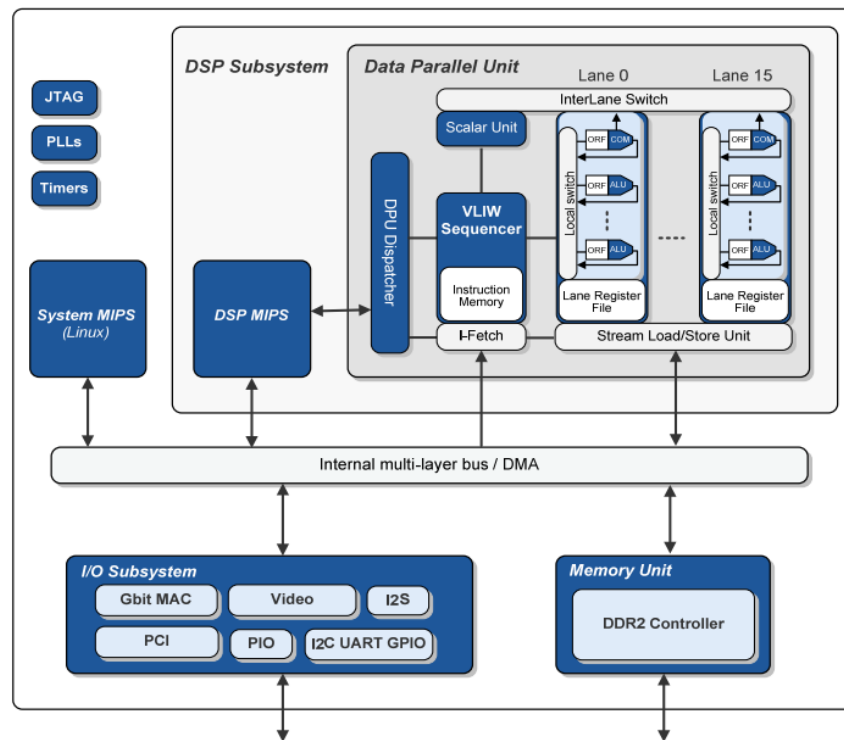 DSP Subsystem
Data Parallel Unit
Lane 0
Lane 15
InterLane Switch
JTAG
PLLs
Timers
Scalar Unit
DPU Dispatcher
VLIW
Sequencer
Instruction
Memory
I-Fetch
Local switch
ORF COM
ORF ALU
ORF ALU
Lane Register
File
Local switch
ORF COM
ORF ALU
ORF ALU
Lane Register
File
Stream Load/Store Unit
System MIPS
(Linux)
DSP MIPS
Internal multi-layer bus / DMA
I/O Subsystem
Gbit MAC
Video
I2S
PCI
PIO
I2C UART GPIO
Memory Unit
DDR2 Controller